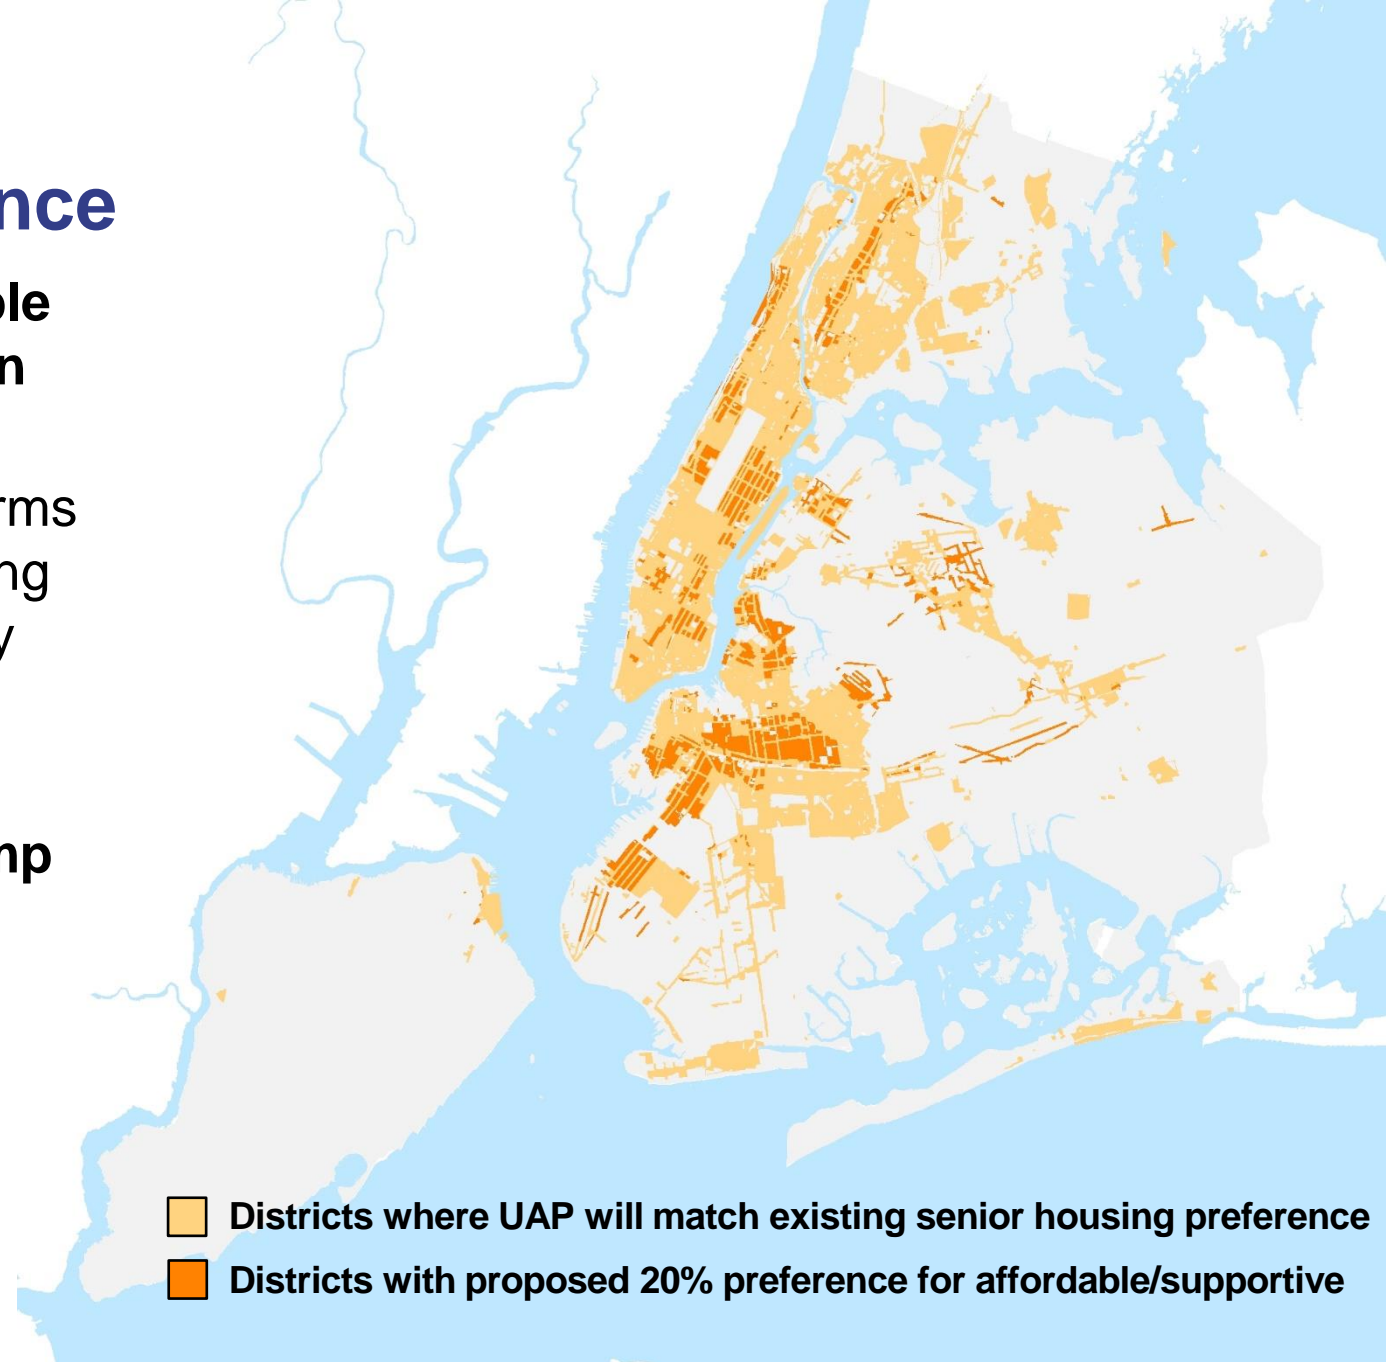 nce
ole
n
rms
ng
y
mp
Districts where UAP will match existing senior housing preference
Districts with proposed 20% preference for affordable/supportive